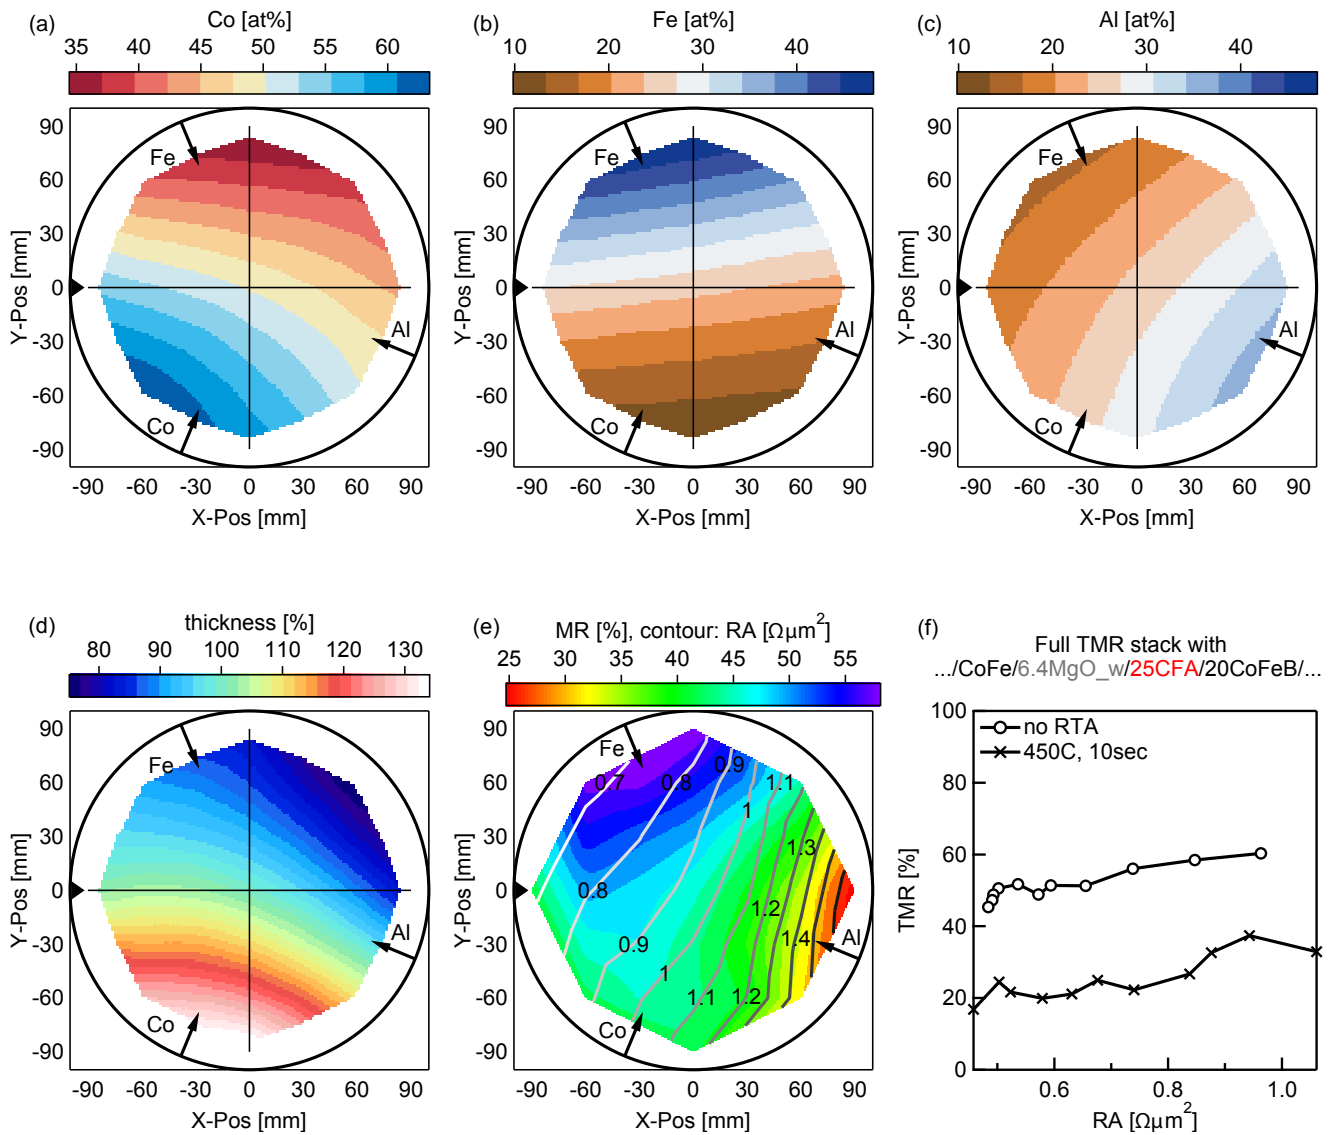 (a)
Co [at%]
35 40 45 50 55 60
90
60
30
0
-30
-60
-90
Y-Pos [mm]
Fe
Al
Co
-90 -60 -30 0 30 60 90
X-Pos [mm]
(b)
Fe [at%]
10 20 30 40
90
60
30
0
-30
-60
-90
Y-Pos [mm]
Fe
Al
Co
-90 -60 -30 0 30 60 90
X-Pos [mm]
(c)
Al [at%]
10 20 30 40
90
60
30
0
-30
-60
-90
Y-Pos [mm]
Fe
Al
Co
-90 -60 -30 0 30 60 90
X-Pos [mm]
(d)
thickness [%]
80 90 100 110 120 130
90
60
30
0
-30
-60
-90
Y-Pos [mm]
Fe
Al
Co
-90 -60 -30 0 30 60 90
X-Pos [mm]
(e)
MR [%], contour: RA [Ωµm²]
25 30 35 40 45 50 55
90
60
30
0
-30
-60
-90
Y-Pos [mm]
Fe
0.7 0.8 0.9 1.1
1
1.3
0.8
1.2
0.9
1.4
Al
1
1.1 1.2
Co
-90 -60 -30 0 30 60 90
X-Pos [mm]
(f)
Full TMR stack with
.../CoFe/6.4MgO_w/25CFA/20CoFeB/...
100
80
60
40
20
0
TMR [%]
no RTA
450C, 10sec
0.6 0.8 1.0
RA [Ωµm²]